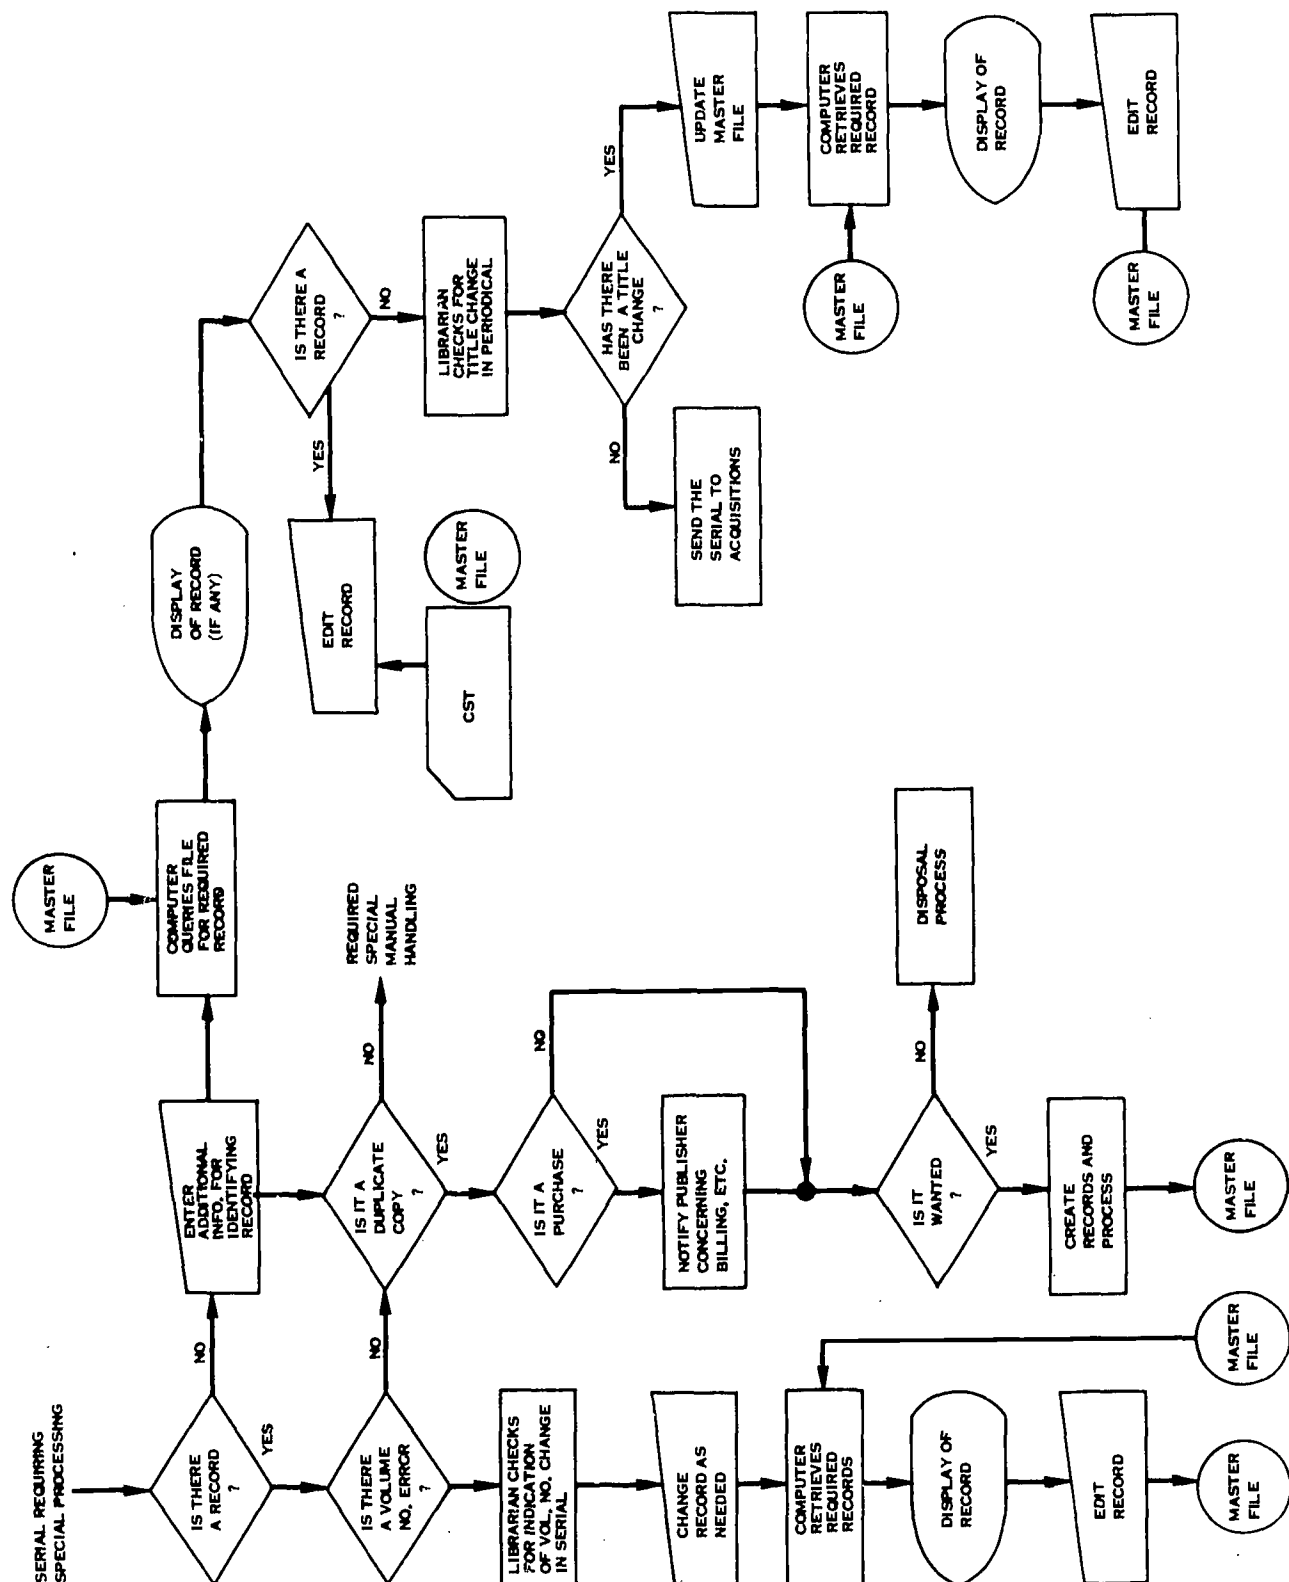 SERIAL REQUIRING
SPECIAL PROCESSING
IS THERE
A RECORD
?
NO
YES
ENTER
ADDITIONAL
INFO. FOR
IDENTIFYING
RECORD
MASTER
FILE
COMPUTER
QUERIES FILE
FOR REQUIRED
RECORD
DISPLAY
OF RECORD
(IF ANY)
IS THERE A
RECORD
?
YES
NO
EDIT
RECORD
CST
MASTER
FILE
LIBRARIAN
CHECKS FOR
TITLE CHANGE
IN PERIODICAL
HAS THERE
BEEN A TITLE
CHANGE
?
NO
YES
SEND THE
SERIAL TO
ACQUISITIONS
UPDATE
MASTER
FILE
MASTER
FILE
COMPUTER
RETRIEVES
REQUIRED
RECORD
DISPLAY OF
RECORD
MASTER
FILE
EDIT
RECORD
IS THERE
A VOLUME
NO. ERROR
?
NO
IS IT A
DUPLICATE
COPY
?
NO
REQUIRED
SPECIAL
MANUAL
HANDLING
YES
IS IT A
PURCHASE
?
NO
YES
NOTIFY PUBLISHER
CONCERNING
BILLING, ETC.
IS IT
WANTED
?
NO
DISPOSAL
PROCESS
YES
CREATE
RECORDS AND
PROCESS
MASTER
FILE
LIBRARIAN CHECKS
FOR INDICATION
OF VOL. NO. CHANGE
IN SERIAL
CHANGE
RECORD AS
NEEDED
COMPUTER
RETRIEVES
REQUIRED
RECORDS
MASTER
FILE
DISPLAY OF
RECORD
EDIT
RECORD
MASTER
FILE